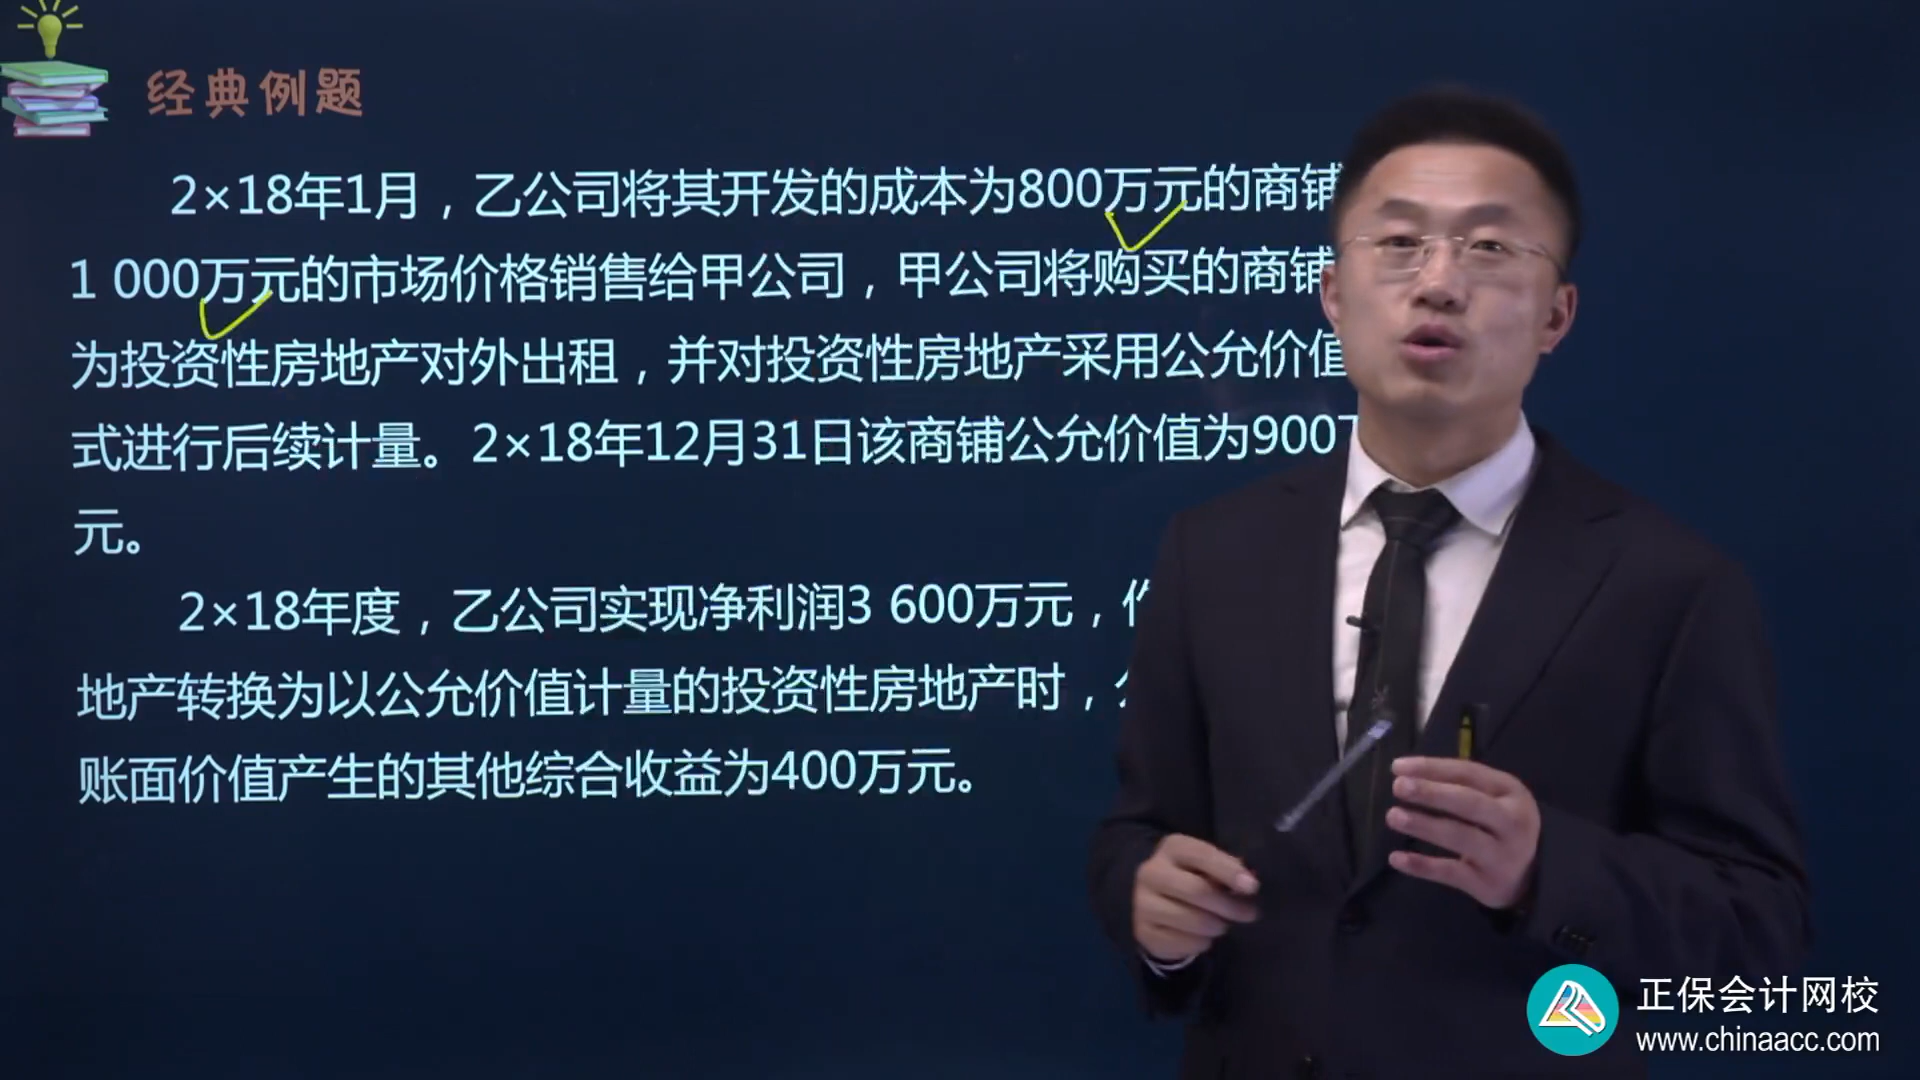 经典例题
2×18年1月，乙公司将其开发的成本为800万元的商铺
1 000万元的市场价格销售给甲公司，甲公司将购买的商铺
为投资性房地产对外出租，并对投资性房地产采用公允价值
式进行后续计量。2×18年12月31日该商铺公允价值为900
元。
2×18年度，乙公司实现净利润3 600万元，
地产转换为以公允价值计量的投资性房地产时，
账面价值产生的其他综合收益为400万元。
正保会计网校
www.chinaacc.com